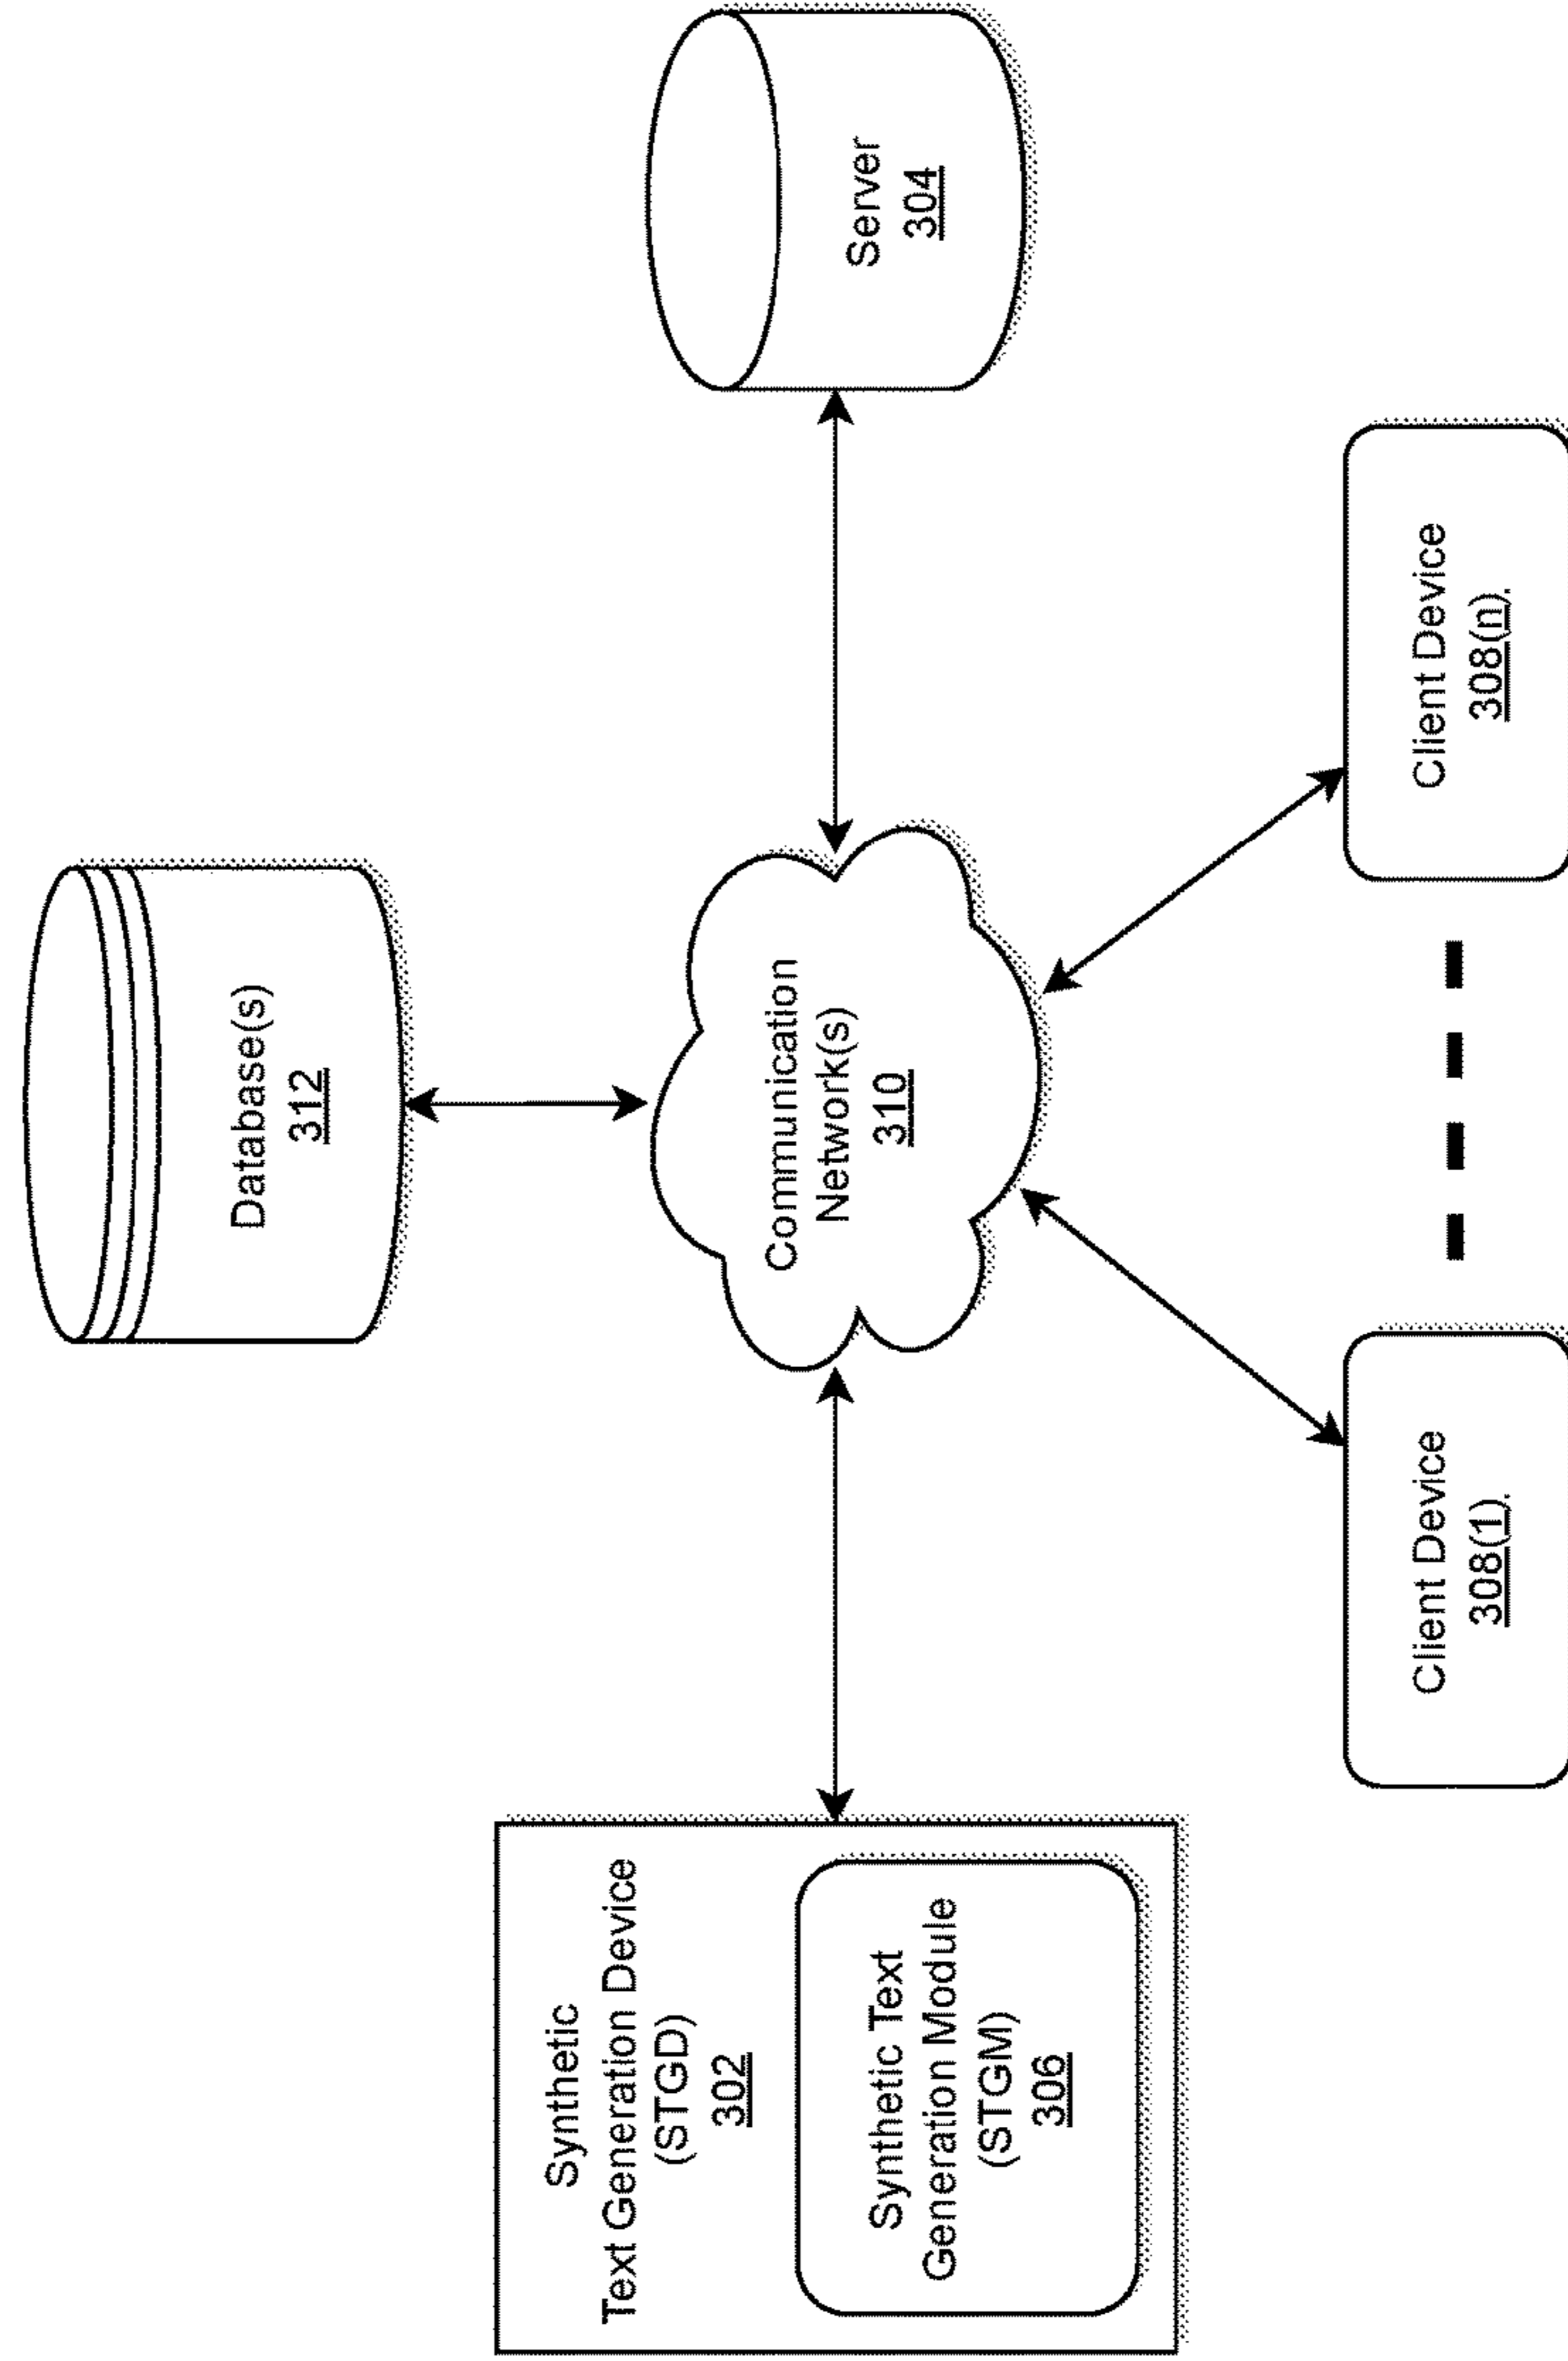 Database(s)
312
Synthetic
Text Generation Device
(STGD)
302
Synthetic Text
Generation Module
(STGM)
306
Communication
Network(s)
310
Server
304
Client Device
308(1)
Client Device
308(n)